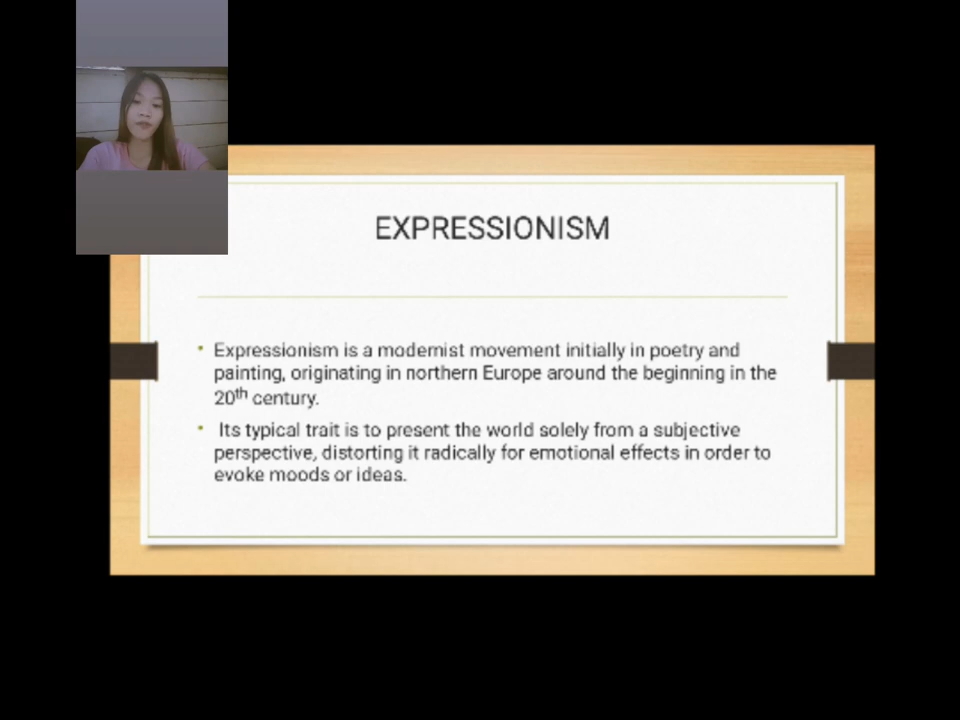 EXPRESSIONISM
Expressionism is a modernist movement initially in poetry and
painting, originating in northern Europe around the beginning in the
20th century.
Its typical trait is to present the world solely from a subjective
perspective, distorting it radically for emotional effects in order to
evoke moods or ideas.